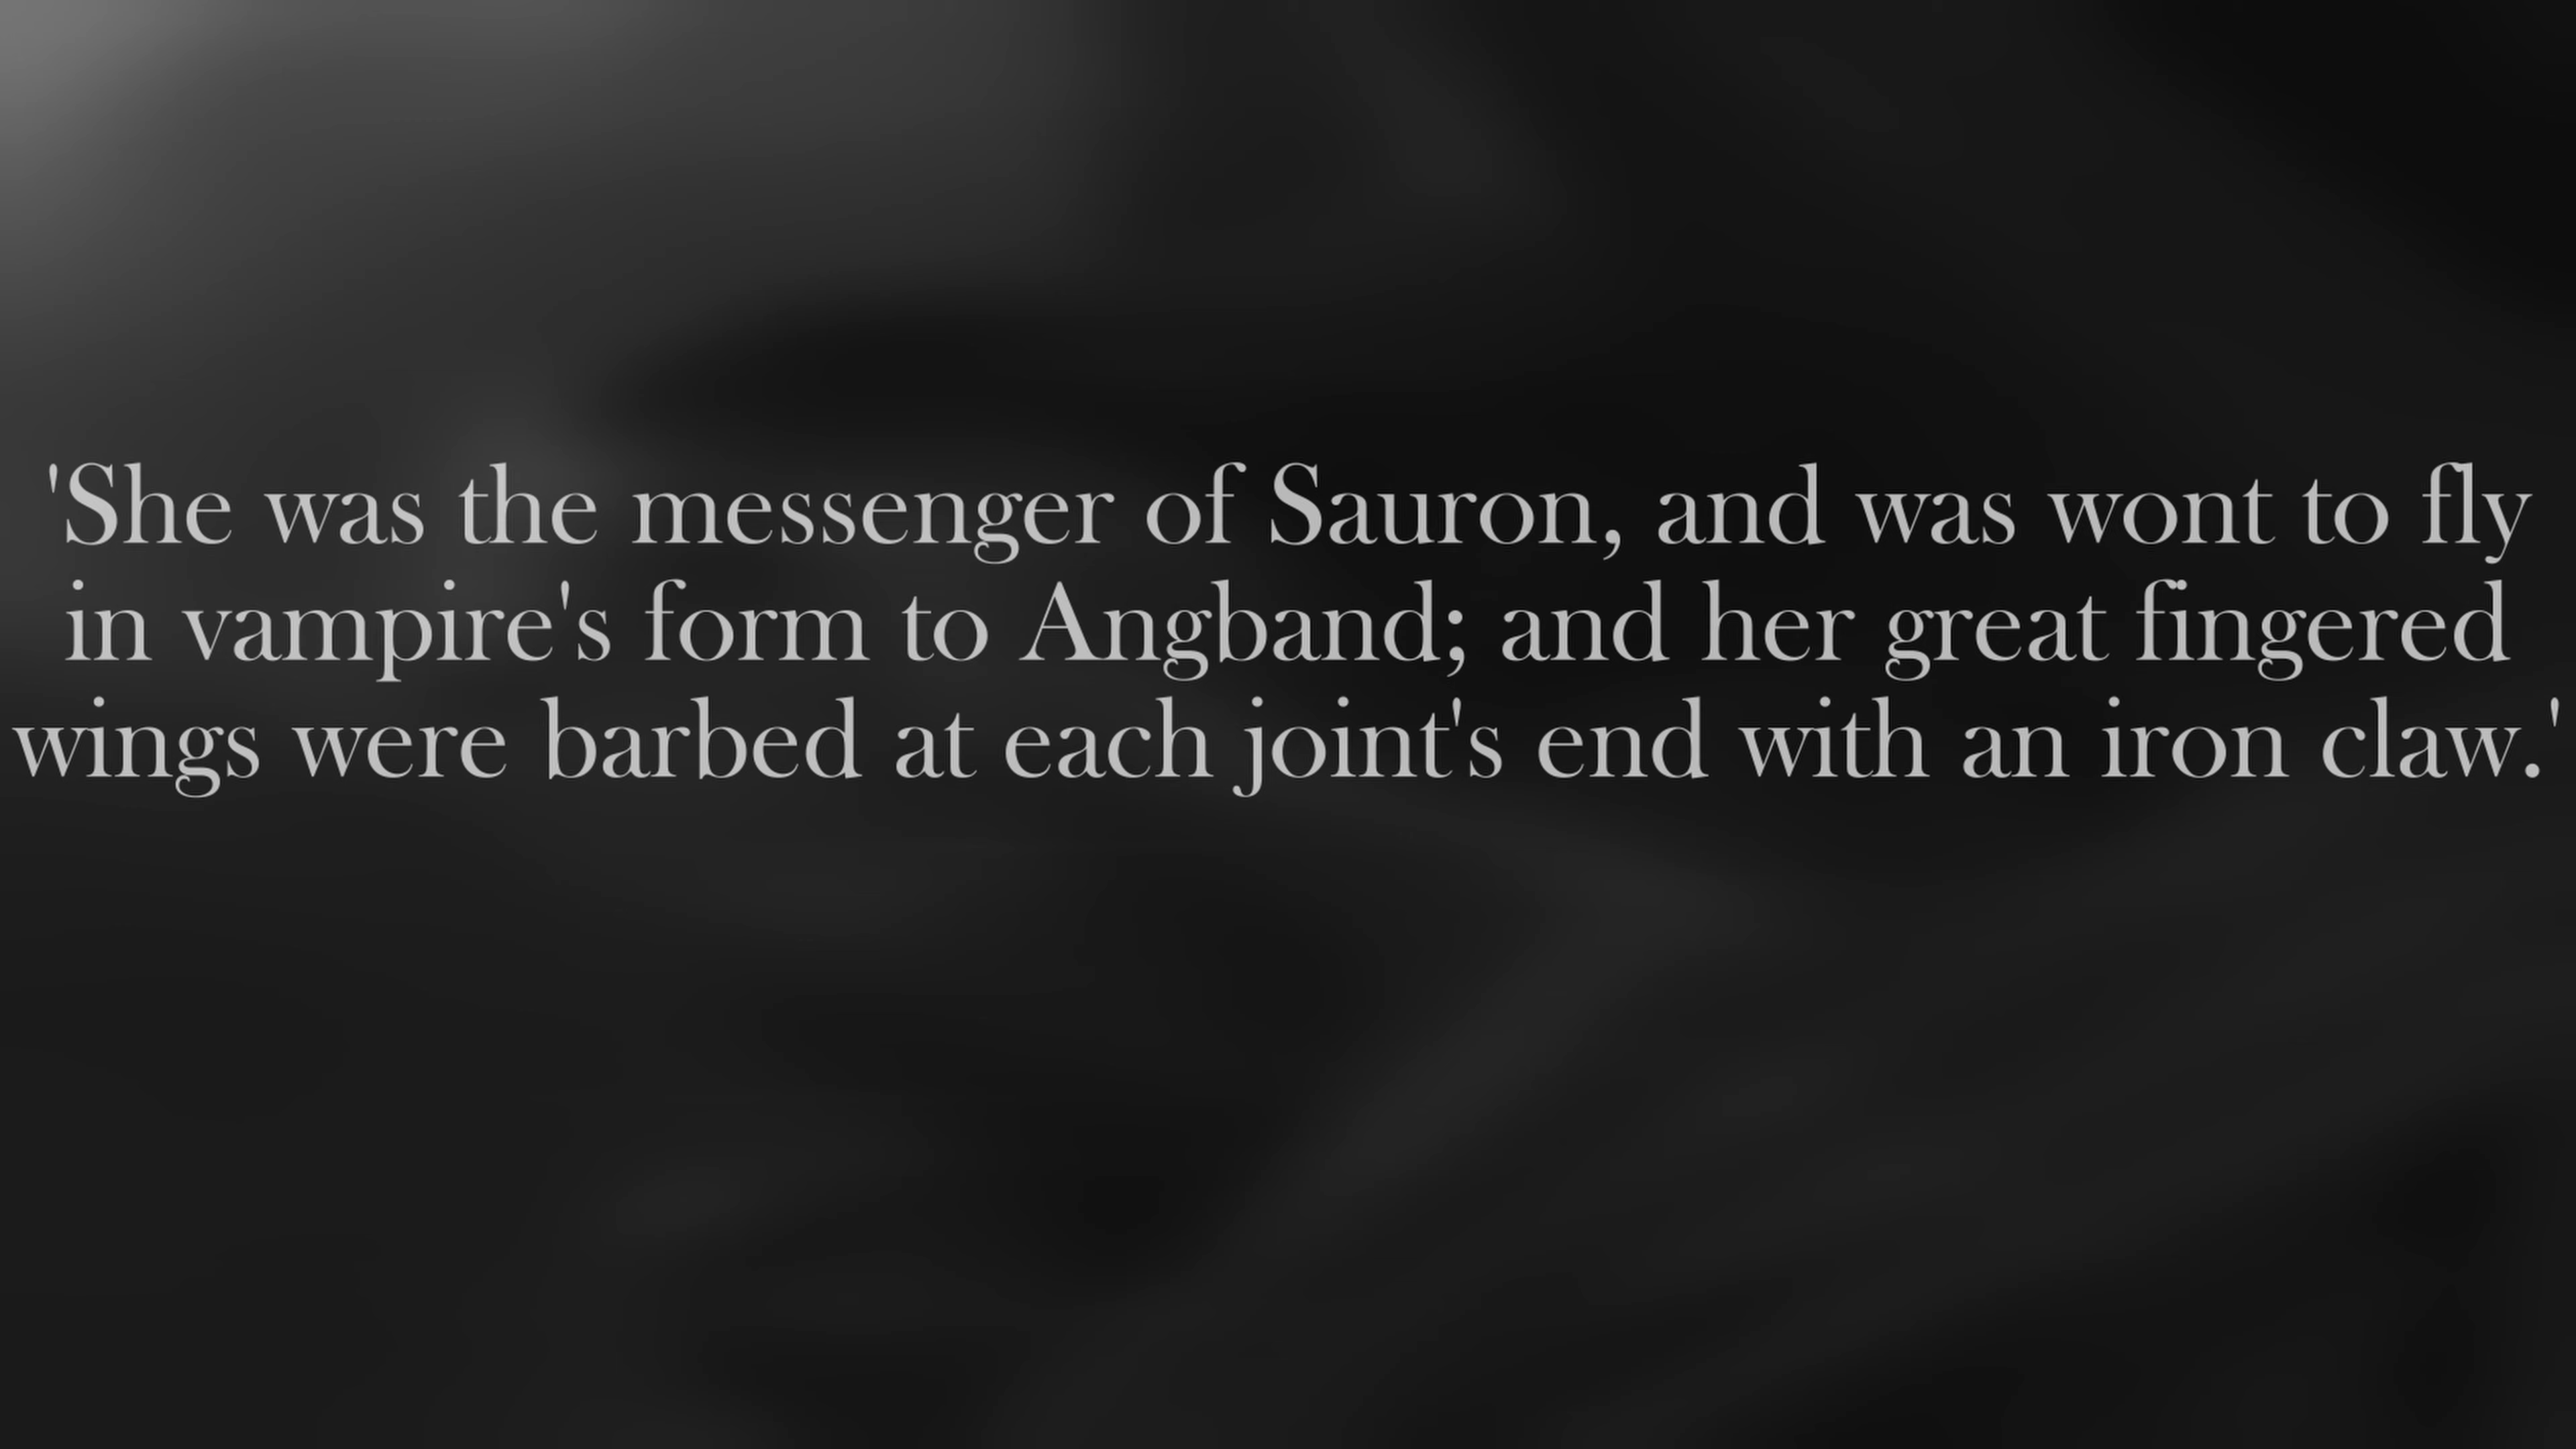 'She was the messenger of Sauron, and was wont to fly
in vampire's form to Angband; and her great fingered
wings were barbed at each joint's end with an iron claw.'